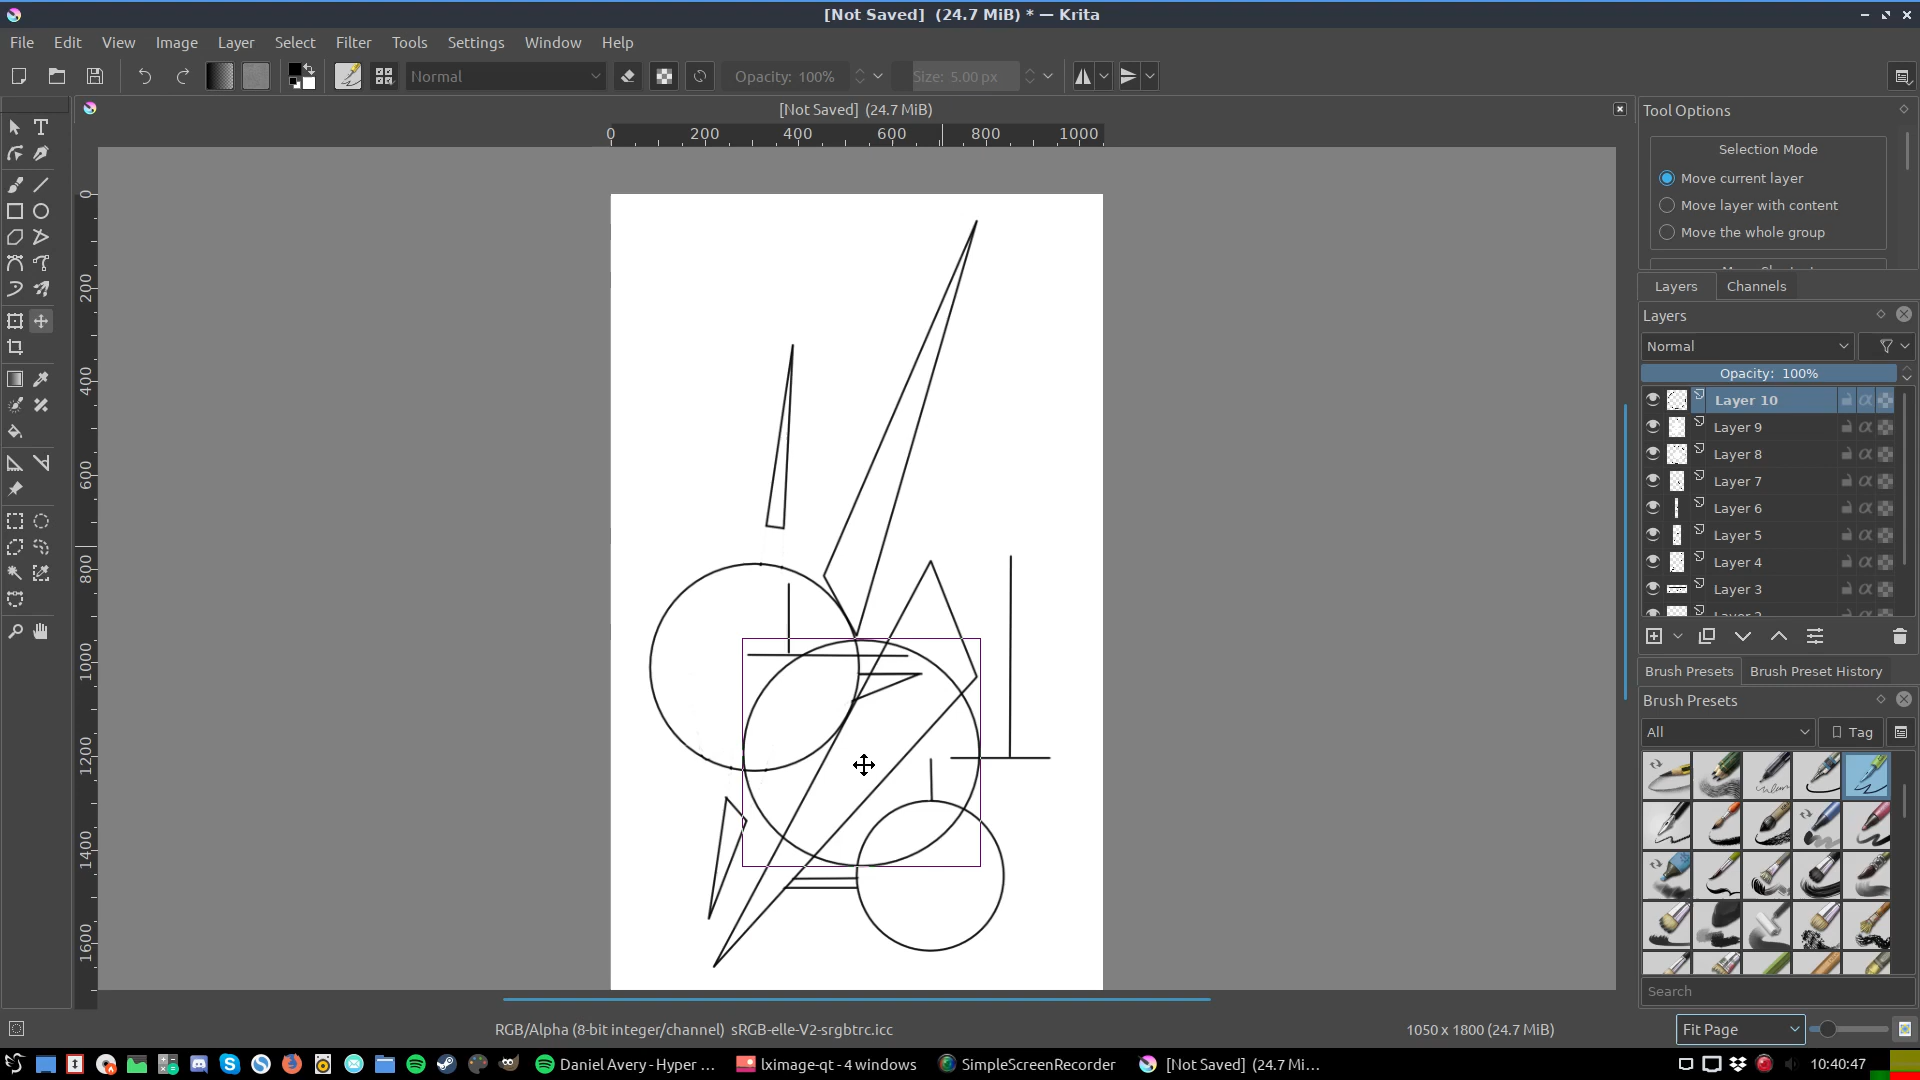 [Not Saved]  (24.7 MiB) * — Krita
File Edit View Image Layer Select Filter Tools Settings Window Help
Normal Opacity: 100% Size: 5.00 px
[Not Saved]  (24.7 MiB)
0 200 400 600 800 1000
0
200
400
600
800
1000
1200
1400
1600
Tool Options
Selection Mode
Move current layer
Move layer with content
Move the whole group
Layers Channels
Layers
Normal
Opacity:  100%
Layer 10
Layer 9
Layer 8
Layer 7
Layer 6
Layer 5
Layer 4
Layer 3
Brush Presets Brush Preset History
Brush Presets
All Tag
Search
RGB/Alpha (8-bit integer/channel)  sRGB-elle-V2-srgbtrc.icc 1050 x 1800 (24.7 MiB) Fit Page
Daniel Avery - Hyper ... lximage-qt - 4 windows SimpleScreenRecorder [Not Saved]  (24.7 Mi... 10:40:47